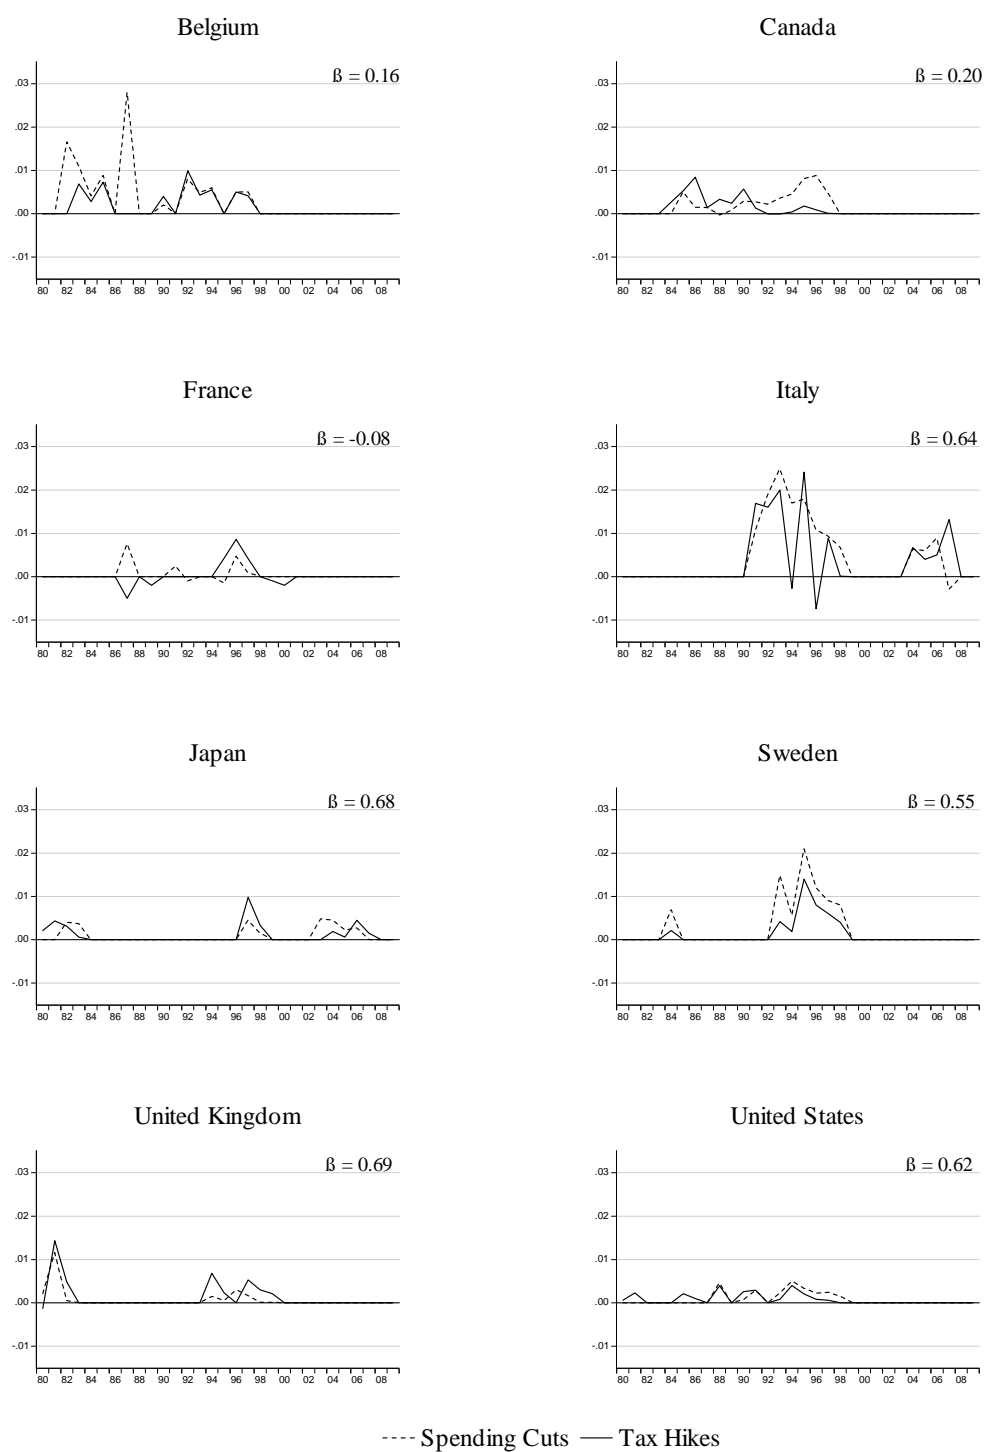 Belgium
ß = 0.16
.03
.02
.01
.00
-.01
80 82 84 86 88 90 92 94 96 98 00 02 04 06 08
Canada
ß = 0.20
.03
.02
.01
.00
-.01
80 82 84 86 88 90 92 94 96 98 00 02 04 06 08
France
ß = -0.08
.03
.02
.01
.00
-.01
80 82 84 86 88 90 92 94 96 98 00 02 04 06 08
Italy
ß = 0.64
.03
.02
.01
.00
-.01
80 82 84 86 88 90 92 94 96 98 00 02 04 06 08
Japan
ß = 0.68
.03
.02
.01
.00
-.01
80 82 84 86 88 90 92 94 96 98 00 02 04 06 08
Sweden
ß = 0.55
.03
.02
.01
.00
-.01
80 82 84 86 88 90 92 94 96 98 00 02 04 06 08
United Kingdom
ß = 0.69
.03
.02
.01
.00
-.01
80 82 84 86 88 90 92 94 96 98 00 02 04 06 08
United States
ß = 0.62
.03
.02
.01
.00
-.01
80 82 84 86 88 90 92 94 96 98 00 02 04 06 08
Spending Cuts Tax Hikes